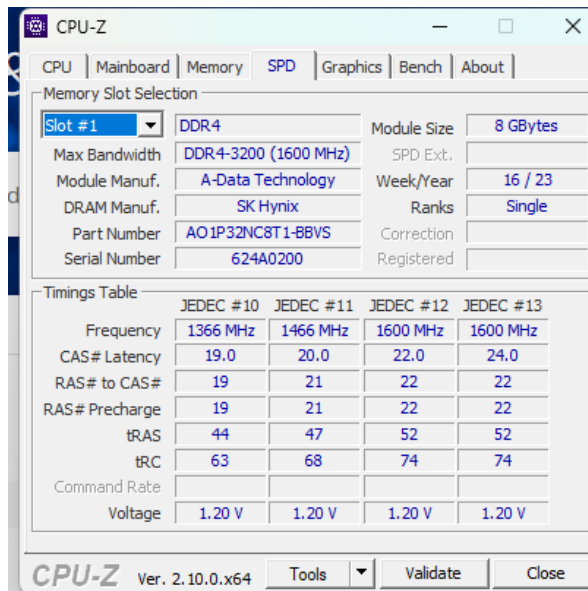 CPU-Z
CPU Mainboard Memory SPD Graphics Bench About
Memory Slot Selection
Slot #1 DDR4 Module Size 8 GBytes
Max Bandwidth DDR4-3200 (1600 MHz) SPD Ext.
Module Manuf. A-Data Technology Week/Year 16 / 23
DRAM Manuf. SK Hynix Ranks Single
Part Number AO1P32NC8T1-BBVS Correction
Serial Number 624A0200 Registered
Timings Table
JEDEC #10 JEDEC #11 JEDEC #12 JEDEC #13
Frequency 1366 MHz 1466 MHz 1600 MHz 1600 MHz
CAS# Latency 19.0 20.0 22.0 24.0
RAS# to CAS# 19 21 22 22
RAS# Precharge 19 21 22 22
tRAS 44 47 52 52
tRC 63 68 74 74
Command Rate
Voltage 1.20 V 1.20 V 1.20 V 1.20 V
CPU-Z Ver. 2.10.0.x64 Tools Validate Close